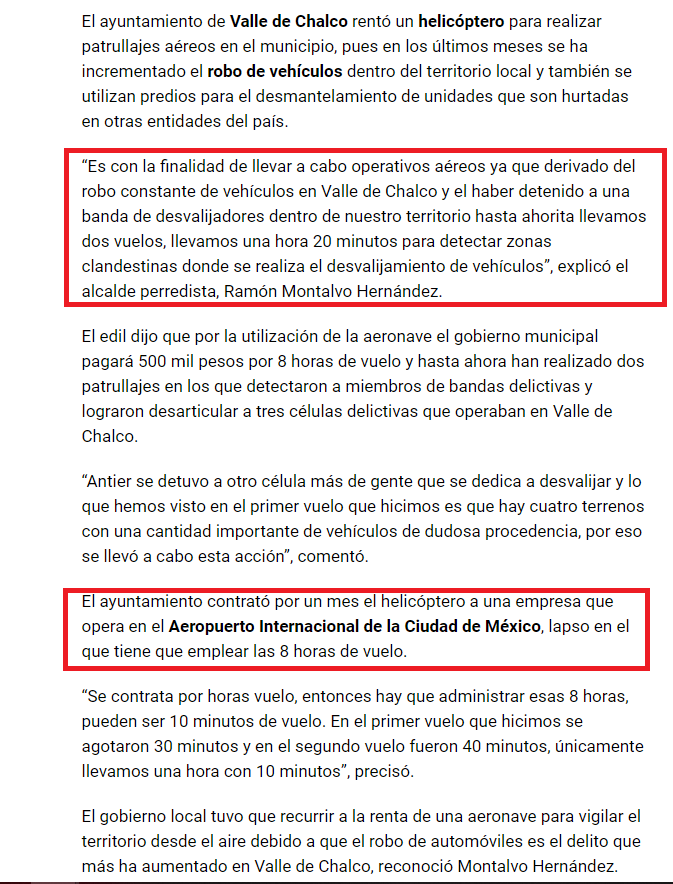 El ayuntamiento de Valle de Chalco rentó un helicóptero para realizar
patrullajes aéreos en el municipio, pues en los últimos meses se ha
incrementado el robo de vehículos dentro del territorio local y también se
utilizan predios para el desmantelamiento de unidades que son hurtadas
en otras entidades del país.
“Es con la finalidad de llevar a cabo operativos aéreos ya que derivado del
robo constante de vehículos en Valle de Chalco y el haber detenido a una
banda de desvalijadores dentro de nuestro territorio hasta ahorita llevamos
dos vuelos, llevamos una hora 20 minutos para detectar zonas
clandestinas donde se realiza el desvalijamiento de vehículos”, explicó el
alcalde perredista, Ramón Montalvo Hernández.
El edil dijo que por la utilización de la aeronave el gobierno municipal
pagará 500 mil pesos por 8 horas de vuelo y hasta ahora han realizado dos
patrullajes en los que detectaron a miembros de bandas delictivas y
lograron desarticular a tres células delictivas que operaban en Valle de
Chalco.
“Antier se detuvo a otro célula más de gente que se dedica a desvalijar y lo
que hemos visto en el primer vuelo que hicimos es que hay cuatro terrenos
con una cantidad importante de vehículos de dudosa procedencia, por eso
se llevó a cabo esta acción”, comentó.
El ayuntamiento contrató por un mes el helicóptero a una empresa que
opera en el Aeropuerto Internacional de la Ciudad de México, lapso en el
que tiene que emplear las 8 horas de vuelo.
“Se contrata por horas vuelo, entonces hay que administrar esas 8 horas,
pueden ser 10 minutos de vuelo. En el primer vuelo que hicimos se
agotaron 30 minutos y en el segundo vuelo fueron 40 minutos, únicamente
llevamos una hora con 10 minutos”, precisó.
El gobierno local tuvo que recurrir a la renta de una aeronave para vigilar el
territorio desde el aire debido a que el robo de automóviles es el delito que
más ha aumentado en Valle de Chalco, reconoció Montalvo Hernández.